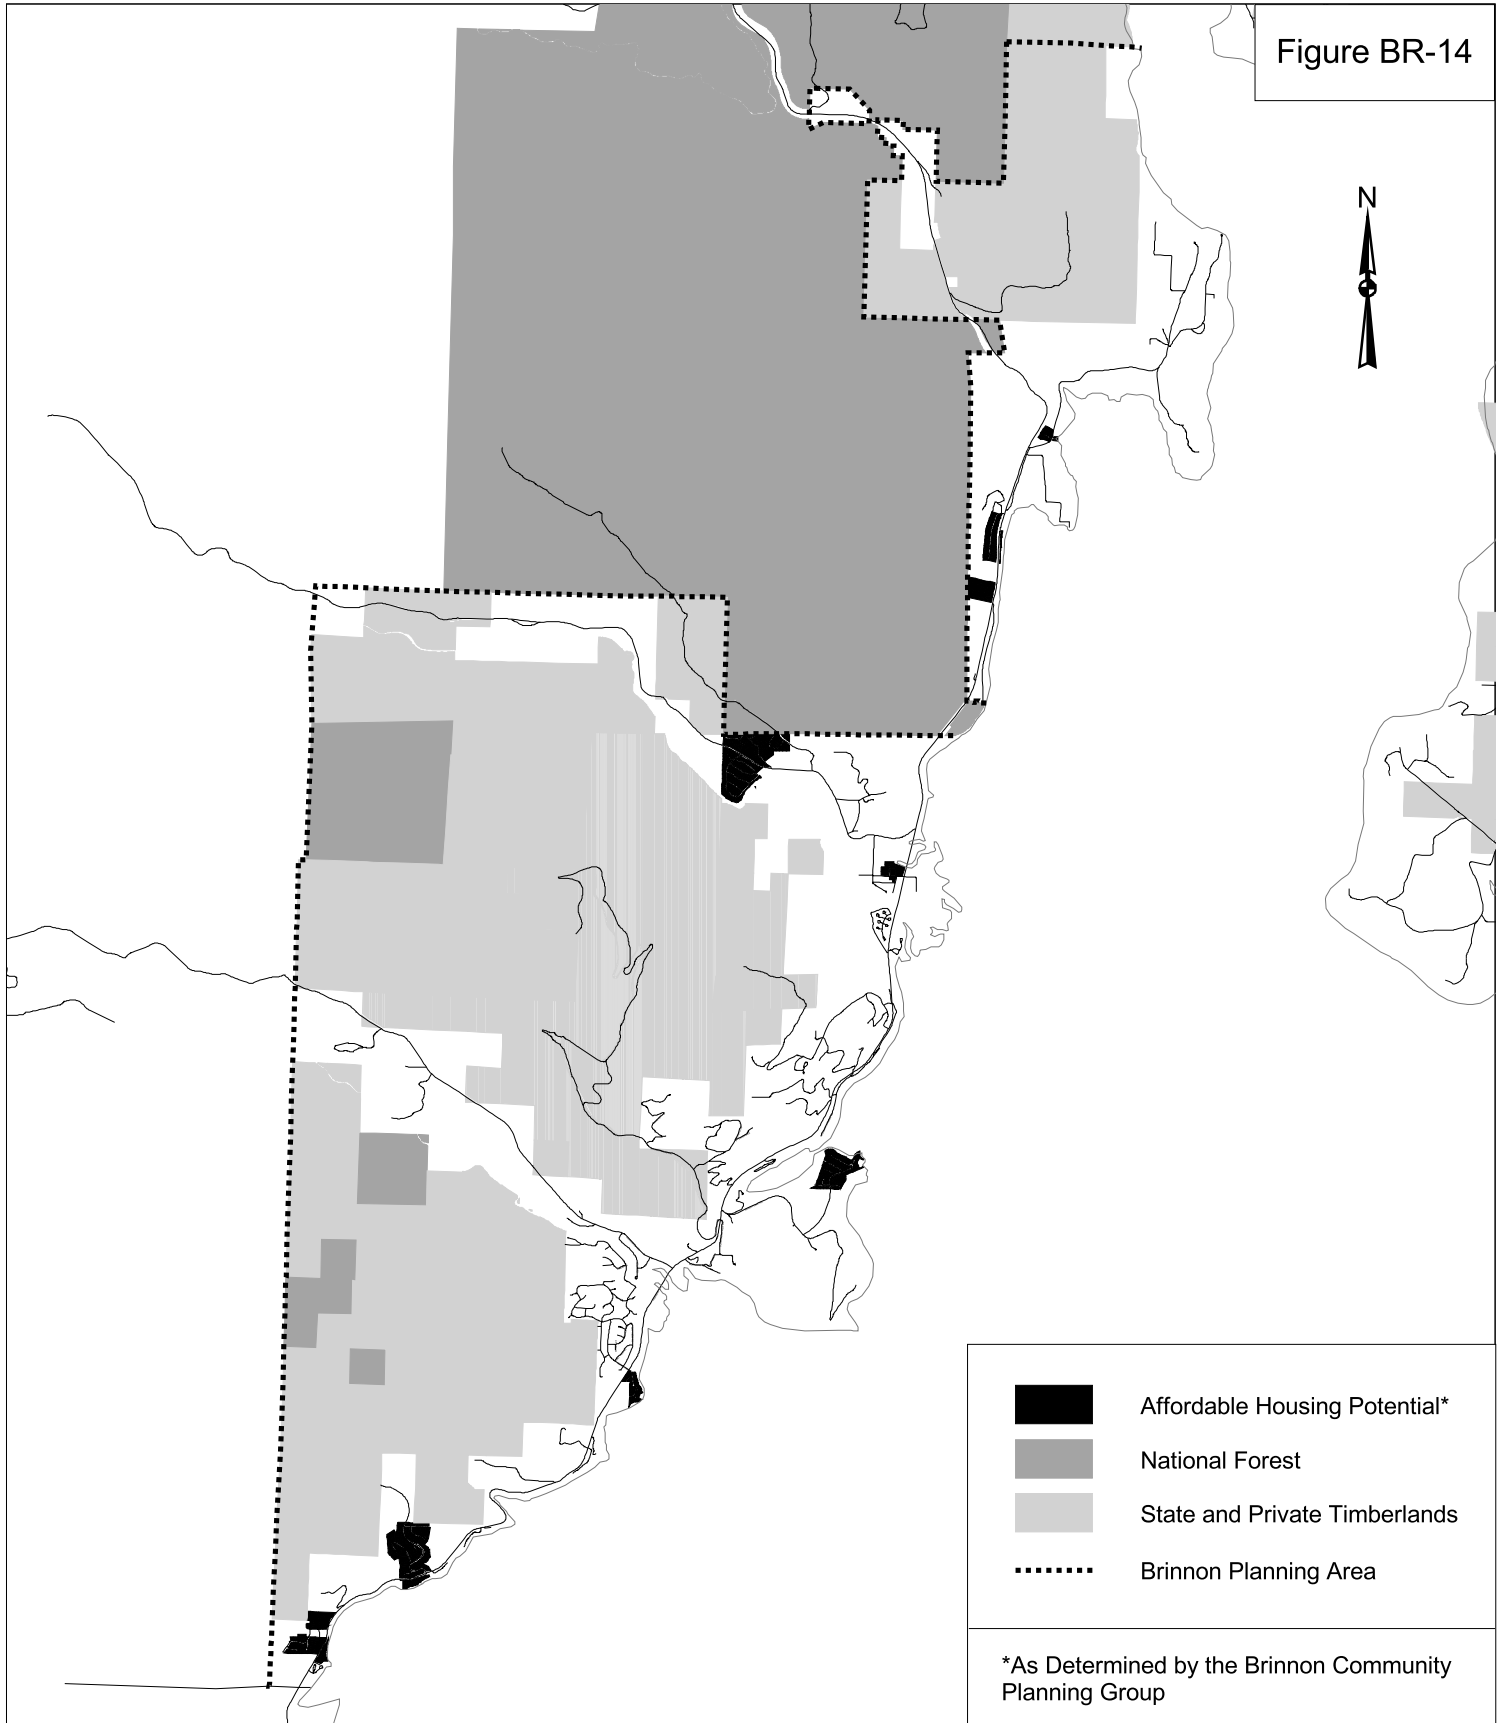 Figure BR-14
N
Affordable Housing Potential*
National Forest
State and Private Timberlands
Brinnon Planning Area
*As Determined by the Brinnon Community
Planning Group